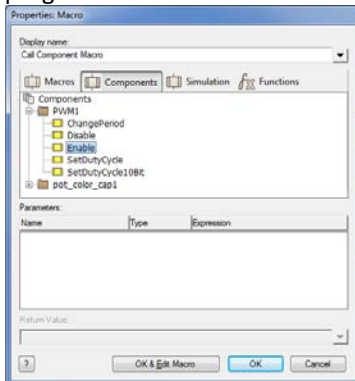 Properties: Macro
Display name:
Call Component Macro
Macros Components Simulation Functions
Components
PWM1
ChangePeriod
Disable
Enable
SetDutyCycle
SetDutyCycle10Bit
pot_color_cap1
Parameters:
Name Type Expression
Return Value:
? OK & Edit Macro OK Cancel